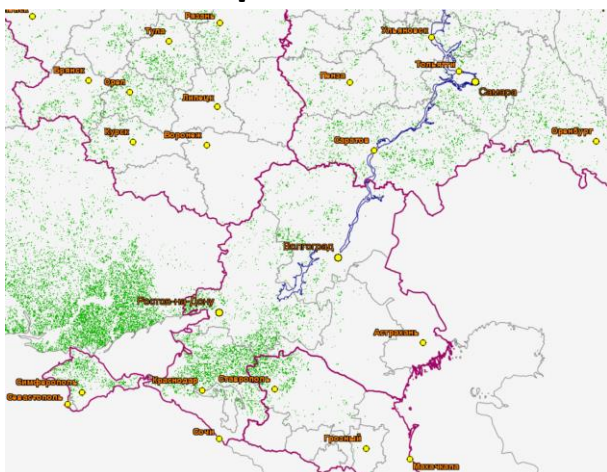 Рязань
Ульяновск
Тула
Тольятти
Брянск
Орел
Пенза
Самара
Липецк
Курск
Воронеж
Саратов
Оренбург
Волгоград
Ростов-на-Дону
Астрахань
Симферополь
Краснодар
Ставрополь
Севастополь
Сочи
Грозный
Махачкала